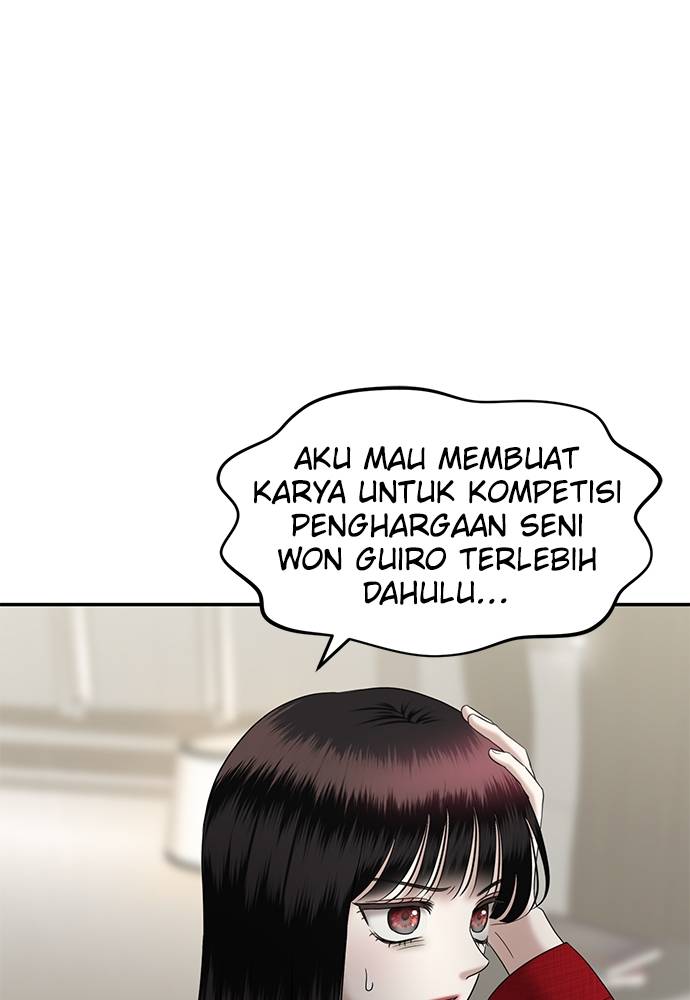 AKU MAU MEMBUAT
KARYA UNTUK KOMPETISI
PENGHARGAAN SENI
WON GUIRO TERLEBIH
DAHULU...